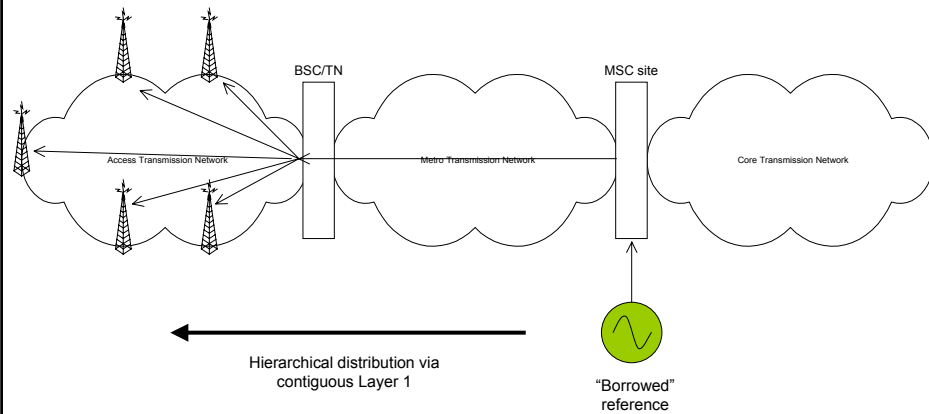 BSC/TN
MSC site
Access Transmission Network
Metro Transmission Network
Core Transmission Network
Hierarchical distribution via
contiguous Layer 1
“Borrowed”
reference